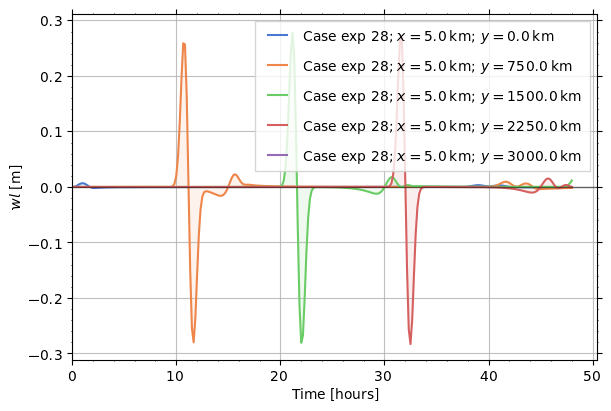 0.3
0.2
0.1
0.0
−0.1
−0.2
−0.3
wl [m]
Case exp 28; x = 5.0 km; y = 0.0 km
Case exp 28; x = 5.0 km; y = 750.0 km
Case exp 28; x = 5.0 km; y = 1500.0 km
Case exp 28; x = 5.0 km; y = 2250.0 km
Case exp 28; x = 5.0 km; y = 3000.0 km
0 10 20 30 40 50
Time [hours]